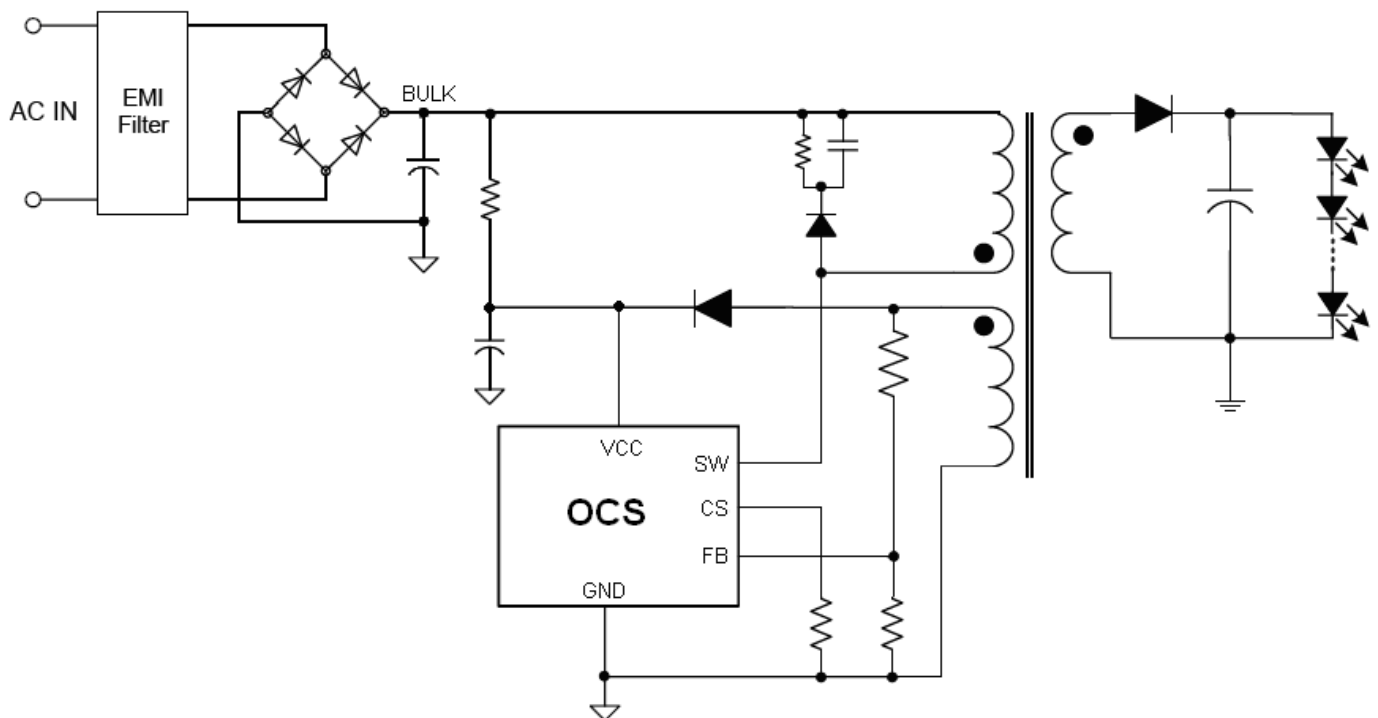 AC IN
EMI
Filter
BULK
VCC
SW
OCS
CS
FB
GND